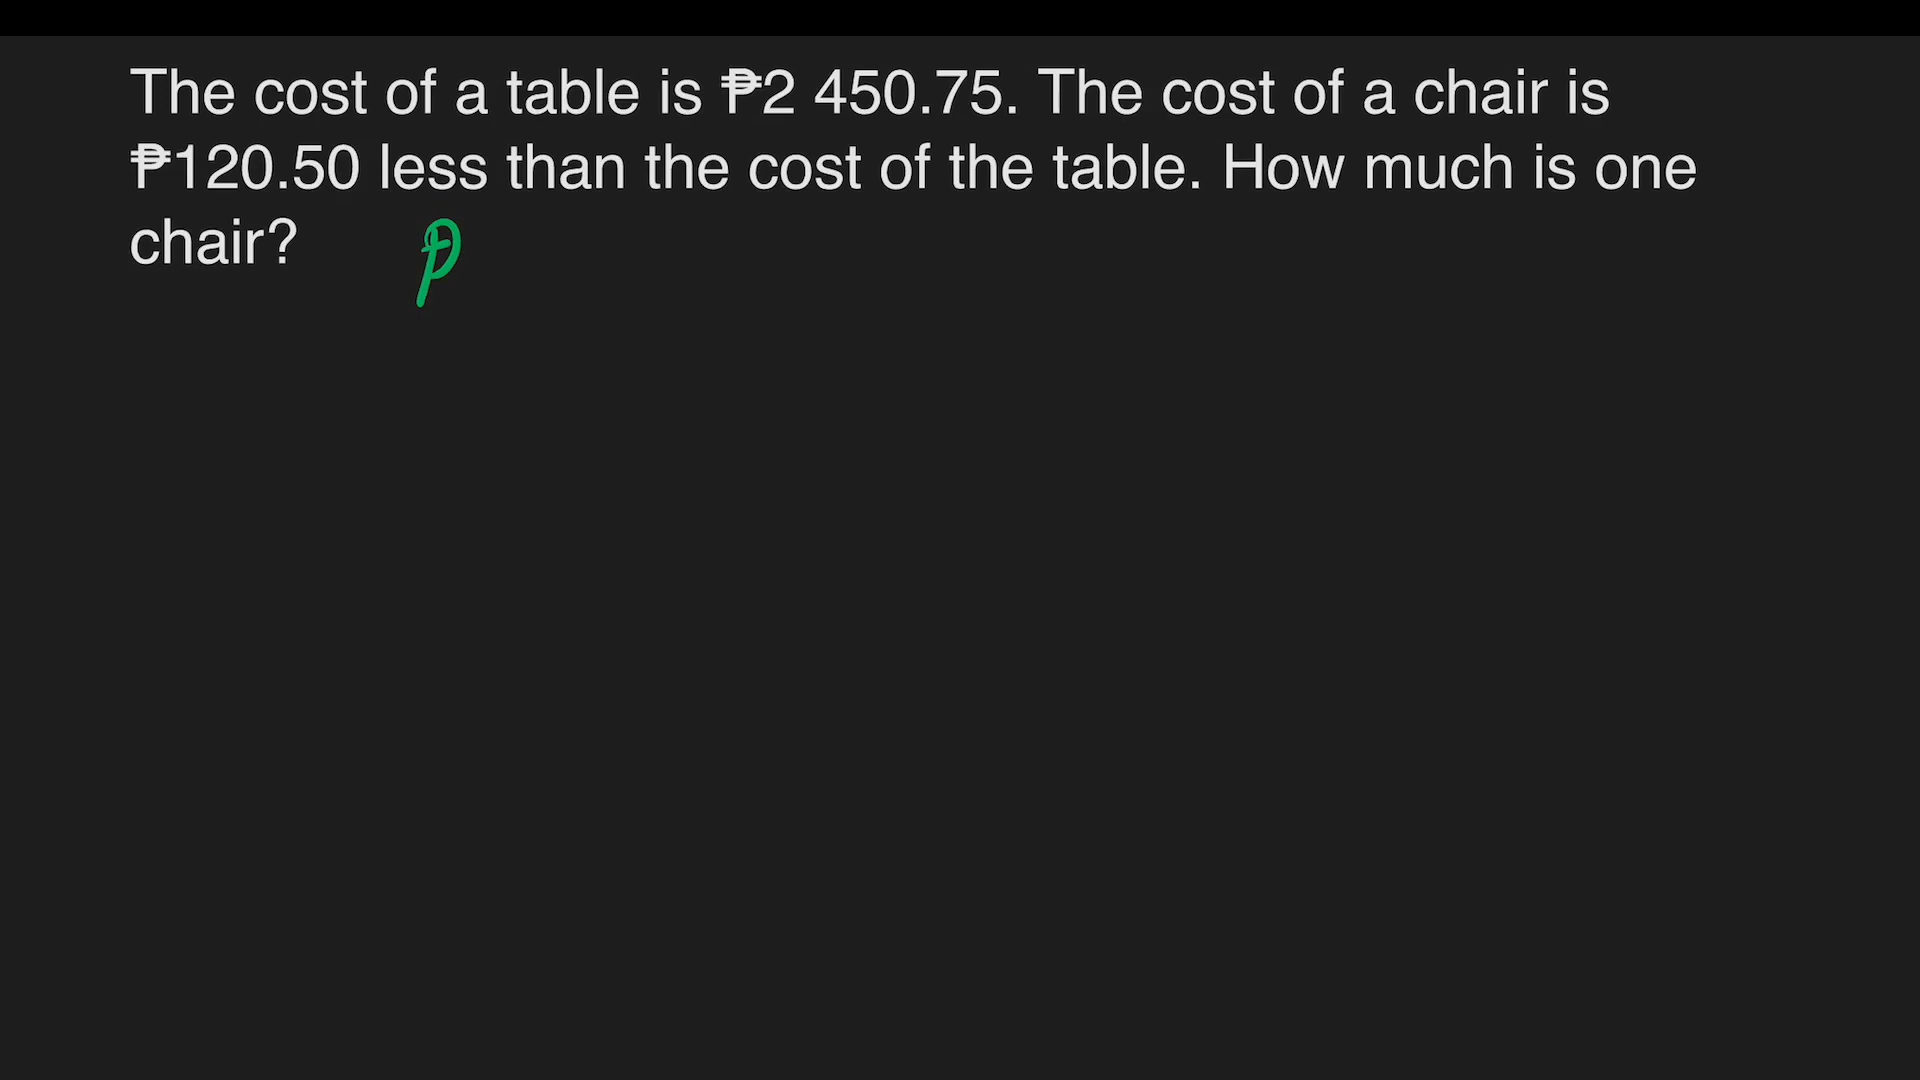 The cost of a table is ₱2 450.75. The cost of a chair is
₱120.50 less than the cost of the table. How much is one
chair? ₱